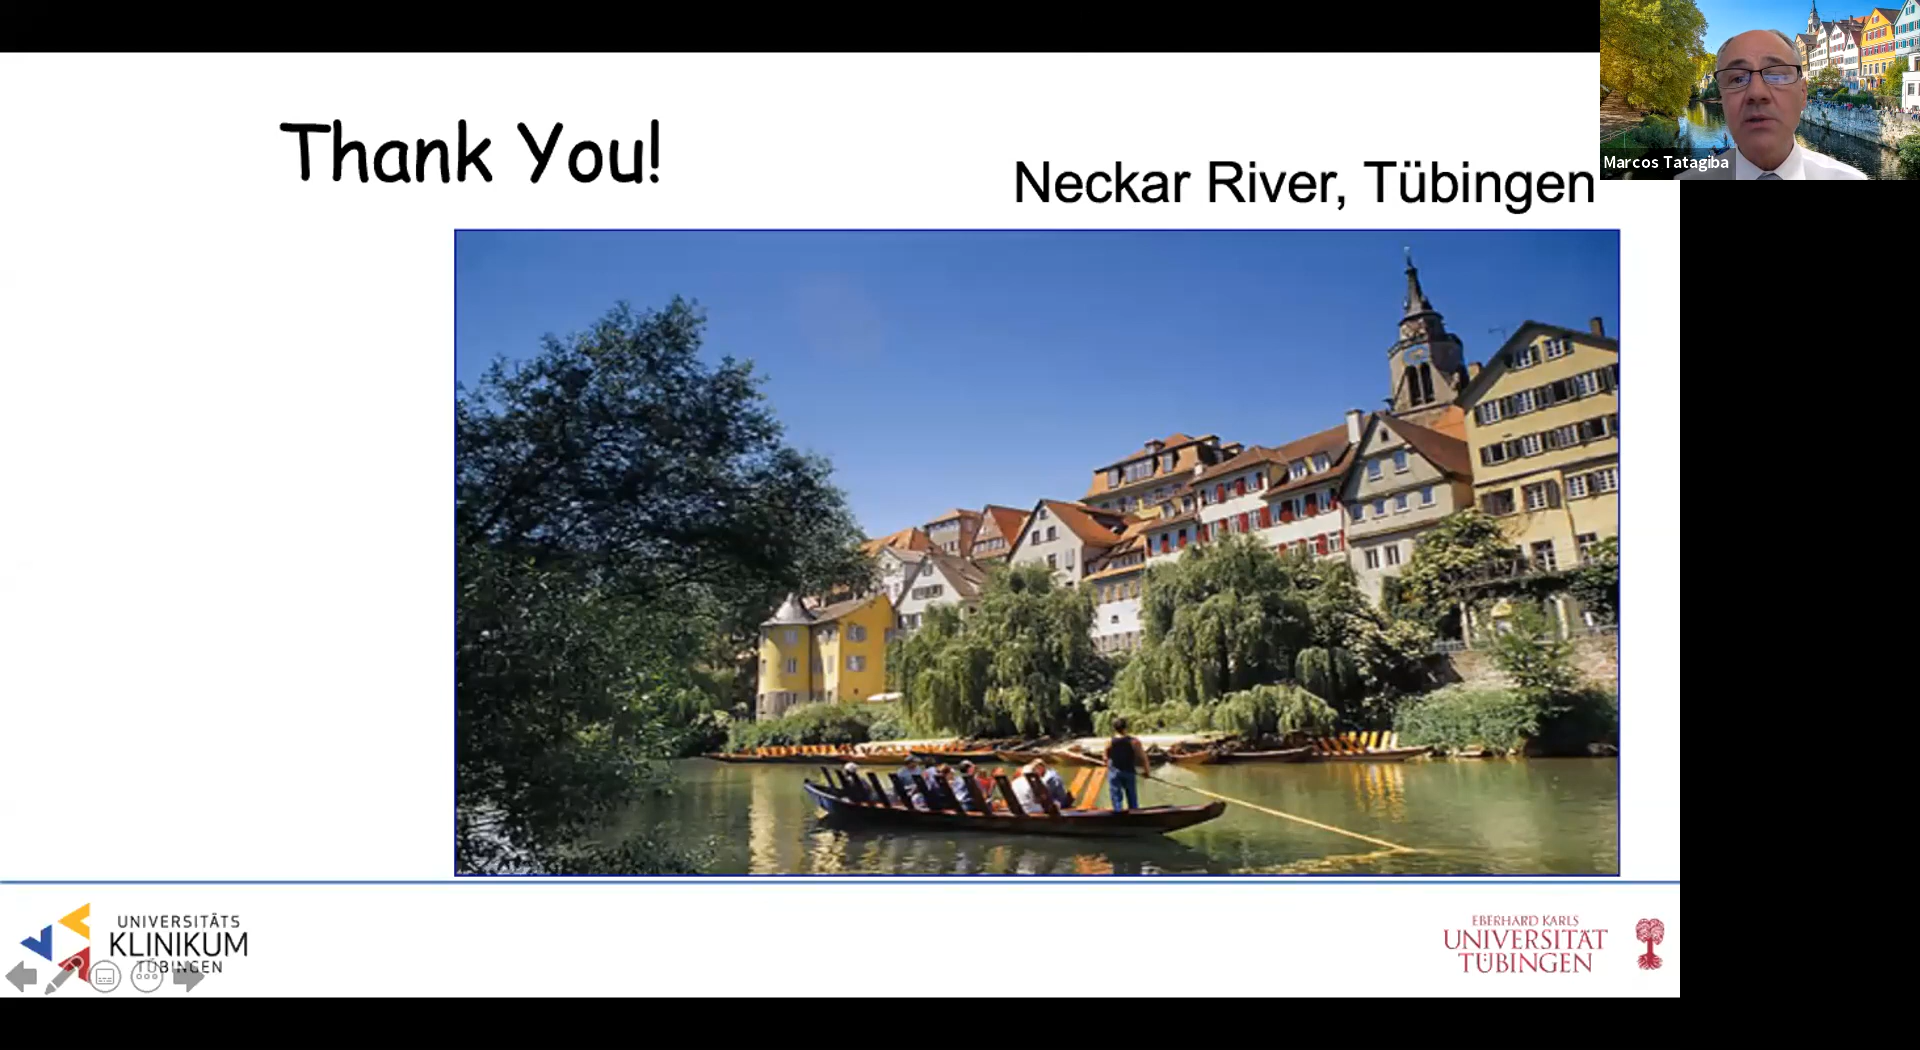 Thank You!
Neckar River, Tübingen
Marcos Tatagiba
UNIVERSITÄTS
KLINIKUM
TÜBINGEN
EBERHARD KARLS
UNIVERSITÄT
TÜBINGEN